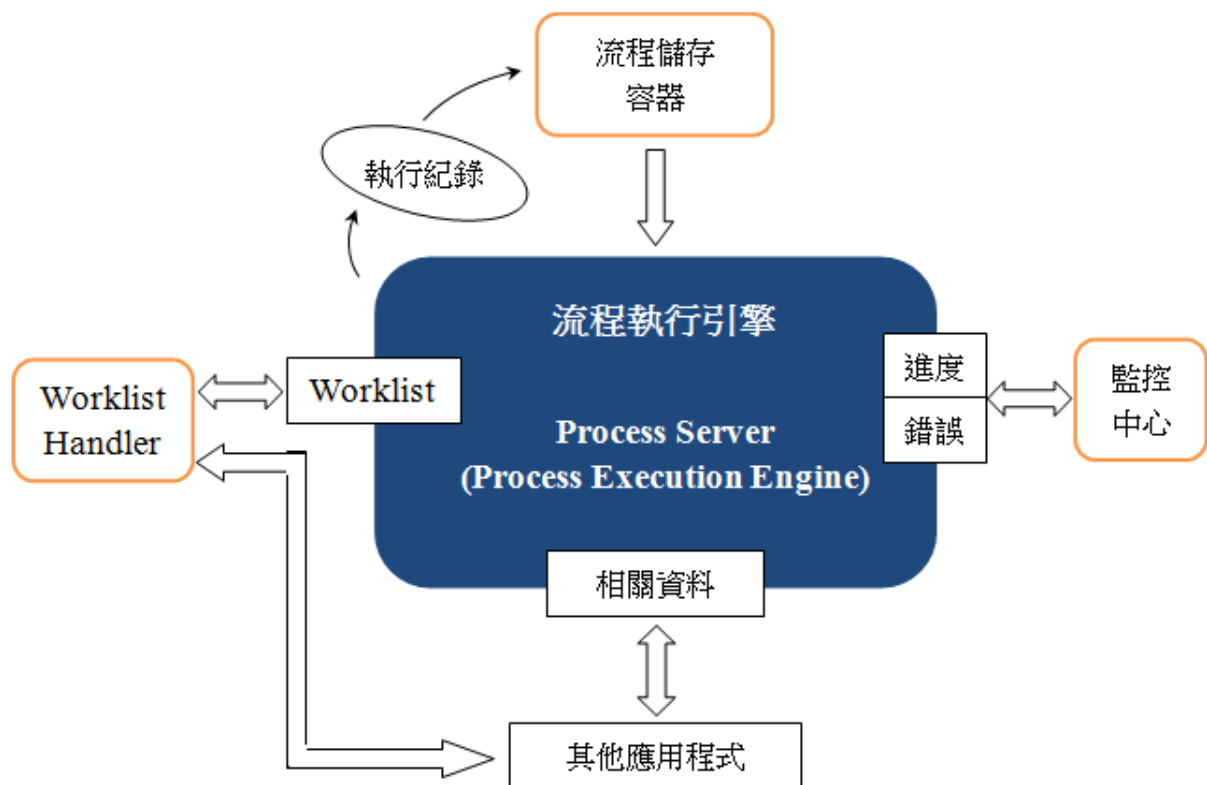 流程儲存
容器
執行紀錄
流程執行引擎
Process Server
(Process Execution Engine)
Worklist
Handler
Worklist
進度
錯誤
監控
中心
相關資料
其他應用程式